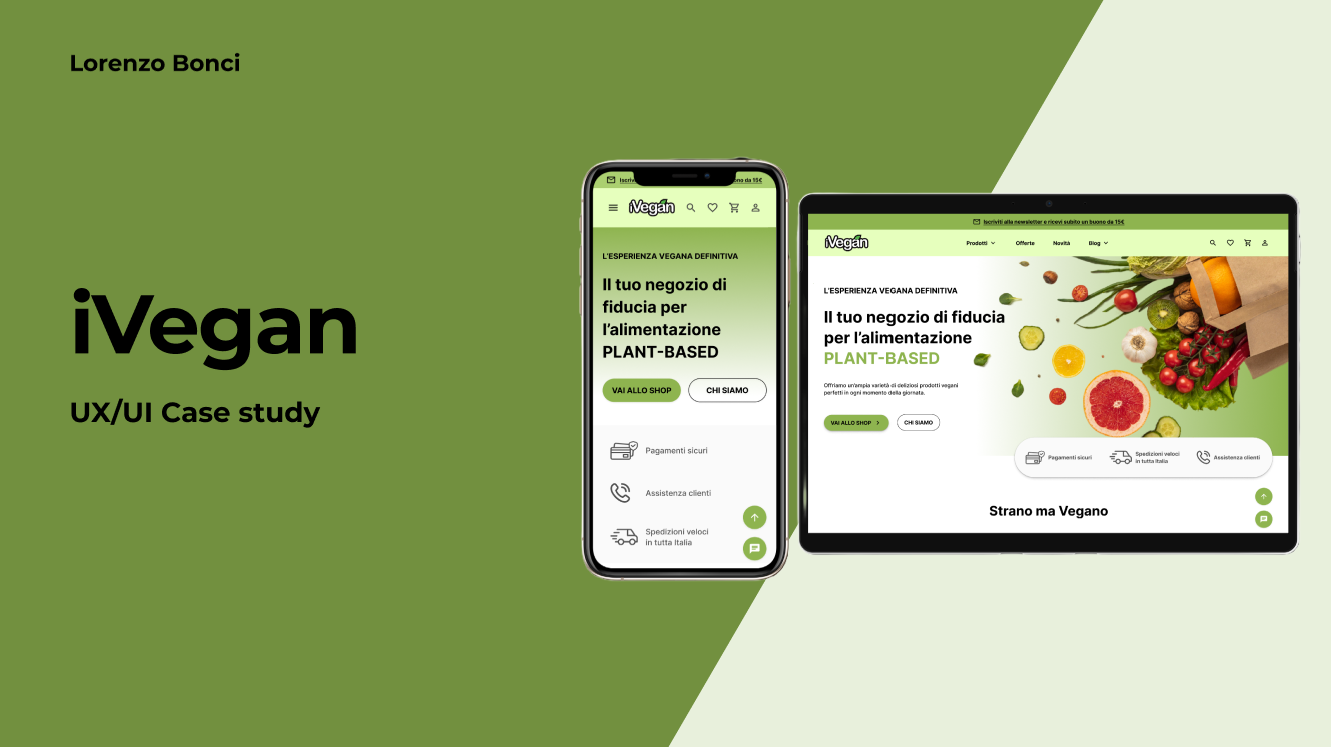 Lorenzo Bonci
iVegan
UX/UI Case study
Iscriv
ono da 15€
iVegan
L'ESPERIENZA VEGANA DEFINITIVA
Il tuo negozio di
fiducia per
l'alimentazione
PLANT-BASED
VAI ALLO SHOP
CHI SIAMO
Pagamenti sicuri
Assistenza clienti
Spedizioni veloci
in tutta Italia
Iscriviti alla newsletter e ricevi subito un buono da 15€
iVegan
Prodotti
Offerte
Novità
Blog
L'ESPERIENZA VEGANA DEFINITIVA
Il tuo negozio di fiducia
per l'alimentazione
PLANT-BASED
Offriamo un'ampia varietà di deliziosi prodotti vegani
perfetti in ogni momento della giornata.
VAI ALLO SHOP
CHI SIAMO
Pagamenti sicuri
Spedizioni veloci
in tutta Italia
Assistenza clienti
Strano ma Vegano